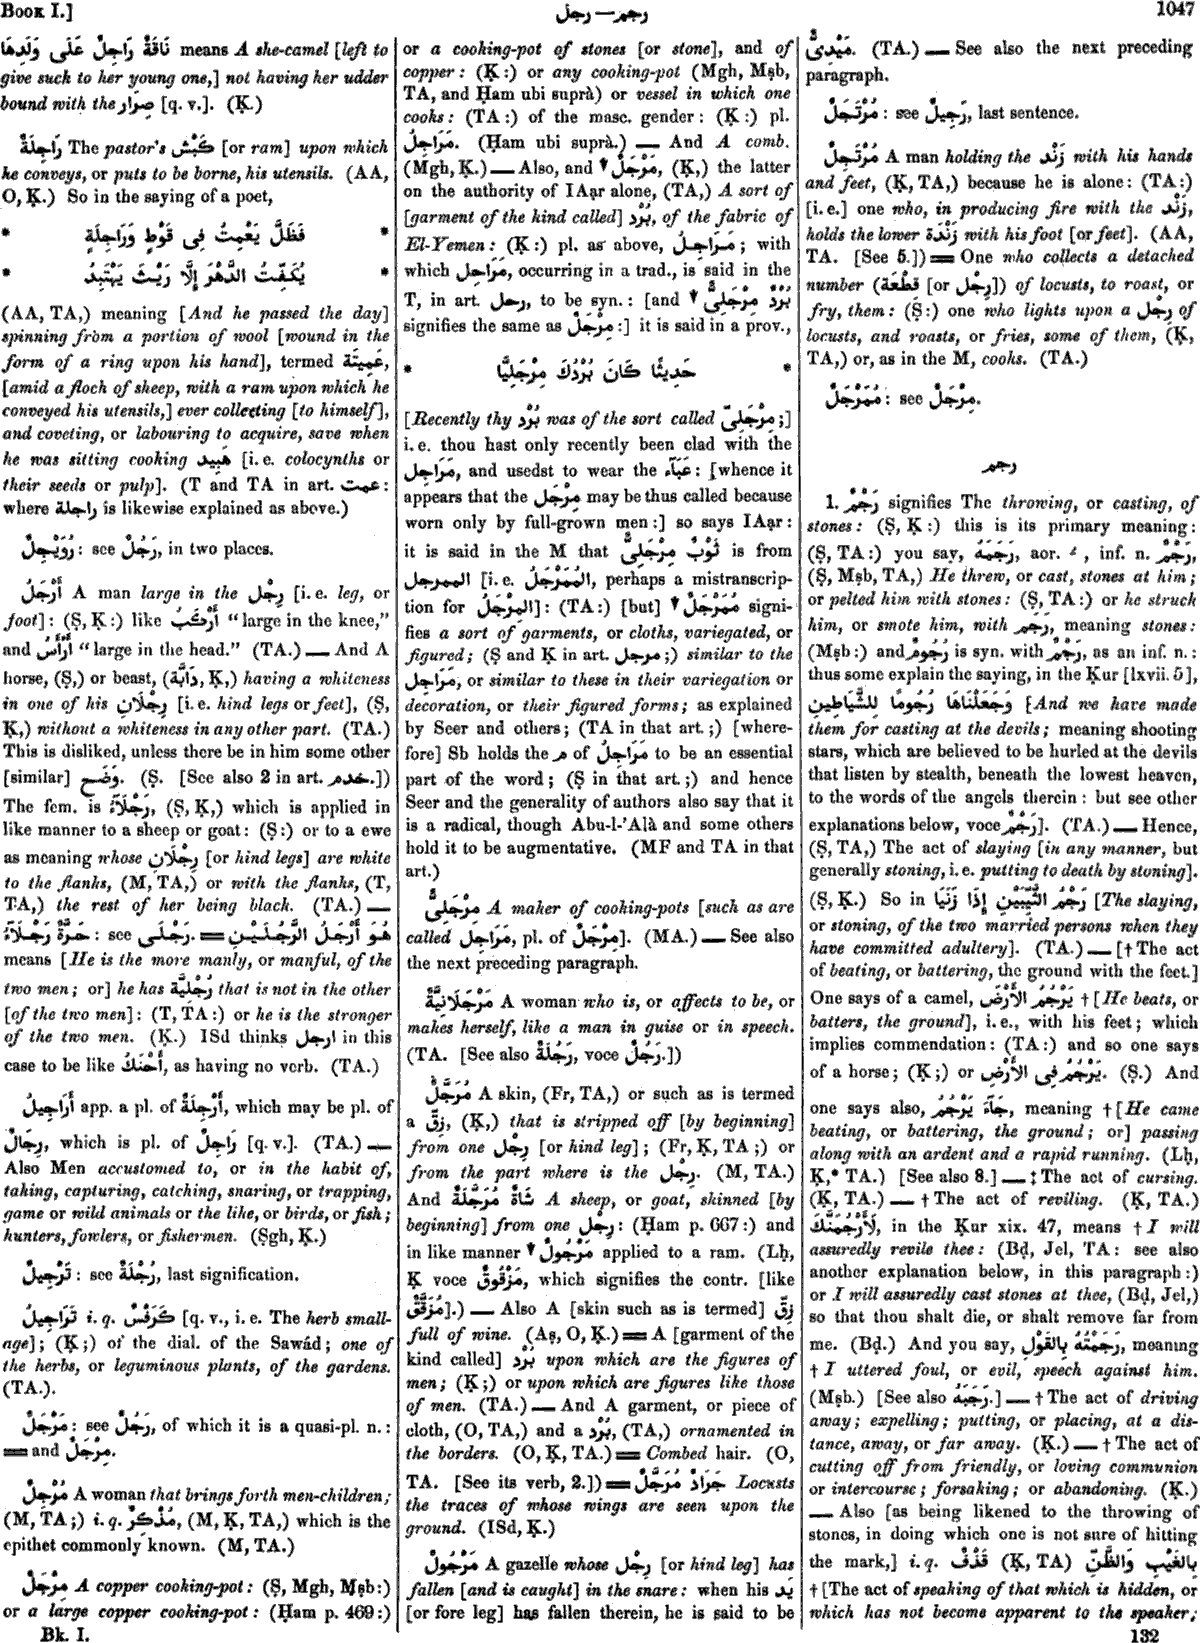 BOOK I.]
رجل — رجم
1047
نَاقَةٌ رَاجِلٌ عَلَى وَلَدِهَا means A she-camel [left to
give suck to her young one,] not having her udder
bound with the صِرَار [q. v.]. (Ḳ.)
رَاجِلَةٌ The pastor's كَبْش [or ram] upon which
he conveys, or puts to be borne, his utensils. (AA,
O, Ḳ.) So in the saying of a poet,
* فَظَلَّ يَعْمِتُ فِى قَوْطٍ وَرَاجِلَةٍ *
* يُكَفِّتُ الدَّهْرَ إِلَّا رَيْثَ يَهْتَبِدُ *
(AA, TA,) meaning [And he passed the day]
spinning from a portion of wool [wound in the
form of a ring upon his hand], termed عَمِيتَة,
[amid a flock of sheep, with a ram upon which he
conveyed his utensils,] ever collecting [to himself],
and coveting, or labouring to acquire, save when
he was sitting cooking هَبِيد [i. e. colocynths or
their seeds or pulp]. (T and TA in art. عمت:
where راجلة is likewise explained as above.)
رُوَيْجِلٌ: see رَجُلٌ, in two places.
أَرْجَلُ A man large in the رِجْل [i. e. leg, or
foot]: (Ṣ, Ḳ:) like أَرْكَبُ "large in the knee,"
and أَرْأَسُ "large in the head." (TA.) — And A
horse, (Ṣ,) or beast, (دَابَّة, Ḳ,) having a whiteness
in one of his رِجْلَانِ [i. e. hind legs or feet], (Ṣ,
Ḳ,) without a whiteness in any other part. (TA.)
This is disliked, unless there be in him some other
[similar] وَضَح. (Ṣ. [See also 2 in art. خدم.])
The fem. is رَجْلَآءُ, (Ṣ, Ḳ,) which is applied in
like manner to a sheep or goat: (Ṣ:) or to a ewe
as meaning whose رِجْلَانِ [or hind legs] are white
to the flanks, (M, TA,) or with the flanks, (T,
TA,) the rest of her being black. (TA.) —
حَرَّةٌ رَجْلَآءُ: see رَجْلَى. = هُوَ أَرْجَلُ الرَّجُلَيْنِ
means [He is the more manly, or manful, of the
two men; or] he has رُجْلِيَّة that is not in the other
[of the two men]: (T, TA:) or he is the stronger
of the two men. (Ḳ.) ISd thinks ارجل in this
case to be like أَحْنَكُ, as having no verb. (TA.)
أَرَاجِيلُ app. a pl. of أَرْجِلَةٌ, which may be pl. of
رِجَالٌ, which is pl. of رَاجِلٌ [q. v.]. (TA.) —
Also Men accustomed to, or in the habit of,
taking, capturing, catching, snaring, or trapping,
game or wild animals or the like, or birds, or fish;
hunters, fowlers, or fishermen. (Ṣgh, Ḳ.)
تَرْجِيلٌ: see رُجْلَةٌ, last signification.
تَرَاجِيلُ i. q. كَرَفْسٌ [q. v., i. e. The herb small-
age]; (Ḳ;) of the dial. of the Sawád; one of
the herbs, or leguminous plants, of the gardens.
(TA.).
مَرْجَلٌ: see رَجُلٌ, of which it is a quasi-pl. n.:
= and مِرْجَلٌ.
مُرْجِلٌ A woman that brings forth men-children;
(M, TA;) i. q. مُذْكِرٌ, (M, Ḳ, TA,) which is the
epithet commonly known. (M, TA.)
مِرْجَلٌ A copper cooking-pot: (Ṣ, Mgh, Mṣb:)
or a large copper cooking-pot: (Ḥam p. 469:)
Bk. I.
or a cooking-pot of stones [or stone], and of
copper: (Ḳ:) or any cooking-pot (Mgh, Mṣb,
TA, and Ḥam ubi suprà) or vessel in which one
cooks: (TA:) of the masc. gender: (Ḳ:) pl.
مَرَاجِلُ. (Ḥam ubi suprà.) — And A comb.
(Mgh, Ḳ.) — Also, and ▼ مَرْجَلٌ, (Ḳ,) the latter
on the authority of IAạr alone, (TA,) A sort of
[garment of the kind called] بُرْد, of the fabric of
El-Yemen: (Ḳ:) pl. as above, مَرَاجِلُ; with
which مَرَاحِل, occurring in a trad., is said in the
T, in art. رحل, to be syn.: [and ▼ بُرْدٌ مِرْجَلِىٌّ
signifies the same as مِرْجَلٌ:] it is said in a prov.,
* حَدِيثًا كَانَ بُرْدُكَ مِرْجَلِيَّا *
[Recently thy بُرْد was of the sort called مِرْجَلِىّ;]
i. e. thou hast only recently been clad with the
مَرَاجِل, and usedst to wear the عَبَآء: [whence it
appears that the مِرْجَل may be thus called because
worn only by full-grown men:] so says IAạr:
it is said in the M that ثَوْبٌ مِرْجَلِىٌّ is from
الممرجل [i. e. المُمَرْجَلُ, perhaps a mistranscrip-
tion for المِرْجَلُ]: (TA:) [but] ▼ مُمَرْجَلٌ signi-
fies a sort of garments, or cloths, variegated, or
figured; (Ṣ and Ḳ in art. مرجل;) similar to the
مَرَاجِل, or similar to these in their variegation or
decoration, or their figured forms; as explained
by Seer and others; (TA in that art.;) [where-
fore] Sb holds the م of مَرَاجِلُ to be an essential
part of the word; (Ṣ in that art.;) and hence
Seer and the generality of authors also say that it
is a radical, though Abu-l-'Alà and some others
hold it to be augmentative. (MF and TA in that
art.)
مِرْجَلِىٌّ A maker of cooking-pots [such as are
called مَرَاجِل, pl. of مِرْجَلٌ]. (MA.) — See also
the next preceding paragraph.
مَرْجَلَانِيَّةٌ A woman who is, or affects to be, or
makes herself, like a man in guise or in speech.
(TA. [See also رَجُلَةٌ, voce رَجُلٌ.])
مُرَجَّلٌ A skin, (Fr, TA,) or such as is termed
a زِقّ, (Ḳ,) that is stripped off [by beginning]
from one رِجْل [or hind leg]; (Fr, Ḳ, TA;) or
from the part where is the رِجْل. (M, TA.)
And شَاةٌ مُرَجَّلَةٌ A sheep, or goat, skinned [by
beginning] from one رِجْل: (Ḥam p. 667:) and
in like manner ▼ مَرْجُولٌ applied to a ram. (Lḥ,
Ḳ voce مَزْقُوقٌ, which signifies the contr. [like
مُزَقَّقٌ].) — Also A [skin such as is termed] زِقّ
full of wine. (Aṣ, O, Ḳ.) = A [garment of the
kind called] بُرْد upon which are the figures of
men; (Ḳ;) or upon which are figures like those
of men. (TA.) — And A garment, or piece of
cloth, (O, TA,) and a بُرْد, (TA,) ornamented in
the borders. (O, Ḳ, TA.) = Combed hair. (O,
TA. [See its verb, 2.]) = جَرَادٌ مُرَجَّلٌ Locusts
the traces of whose wings are seen upon the
ground. (ISd, Ḳ.)
مَرْجُولٌ A gazelle whose رِجْل [or hind leg] has
fallen [and is caught] in the snare: when his يَد
[or fore leg] has fallen therein, he is said to be
مَيْدِىٌّ. (TA.) — See also the next preceding
paragraph.
مُرْتَجَلٌ: see رَجِيلٌ, last sentence.
مُرْتَجِلٌ A man holding the زَنْد with his hands
and feet, (Ḳ, TA,) because he is alone: (TA:)
[i. e.] one who, in producing fire with the زَنْد,
holds the lower زَنْدَة with his foot [or feet]. (AA,
TA. [See 5.]) = One who collects a detached
number (قِطْعَة [or رِجْل]) of locusts, to roast, or
fry, them: (Ṣ:) one who lights upon a رِجْل of
locusts, and roasts, or fries, some of them, (Ḳ,
TA,) or, as in the M, cooks. (TA.)
مُمَرْجَلٌ: see مِرْجَلٌ.
رجم
1. رَجْمٌ signifies The throwing, or casting, of
stones: (Ṣ, Ḳ:) this is its primary meaning:
(Ṣ, TA:) you say, رَجَمَهُ, aor. ـُ , inf. n. رَجْمٌ,
(Ṣ, Mṣb, TA,) He threw, or cast, stones at him;
or pelted him with stones: (Ṣ, TA:) or he struck
him, or smote him, with رَجَم, meaning stones:
(Mṣb:) and رُجُومٌ is syn. with رَجْمٌ, as an inf. n.:
thus some explain the saying, in the Ḳur [lxvii. 5],
وَجَعَلْنَاهَا رُجُومًا لِلشَّيَاطِينِ [And we have made
them for casting at the devils; meaning shooting
stars, which are believed to be hurled at the devils
that listen by stealth, beneath the lowest heaven,
to the words of the angels therein: but see other
explanations below, voce رَجْمٌ]. (TA.) — Hence,
(Ṣ, TA,) The act of slaying [in any manner, but
generally stoning, i. e. putting to death by stoning].
(Ṣ, Ḳ.) So in رَجْمُ الثَّيِّبَيْنِ إِذَا زَنَيَا [The slaying,
or stoning, of the two married persons when they
have committed adultery]. (TA.) — [† The act
of beating, or battering, the ground with the feet.]
One says of a camel, يَرْجُمُ الأَرْضَ † [He beats, or
batters, the ground], i. e., with his feet; which
implies commendation: (TA:) and so one says
of a horse; (Ḳ;) or يَرْجُمُ فِى الأَرْضِ. (Ṣ.) And
one says also, جَآءَ يَرْجُمُ, meaning † [He came
beating, or battering, the ground; or] passing
along with an ardent and a rapid running. (Lḥ,
Ḳ,* TA.) [See also 8.] — ‡ The act of cursing.
(Ḳ, TA.) — † The act of reviling. (Ḳ, TA.)
لَأَرْجُمَنَّكَ, in the Ḳur xix. 47, means † I will
assuredly revile thee: (Bḍ, Jel, TA: see also
another explanation below, in this paragraph:)
or I will assuredly cast stones at thee, (Bḍ, Jel,)
so that thou shalt die, or shalt remove far from
me. (Bḍ.) And you say, رَجَمْتُهُ بِالقَوْلِ, meaning
† I uttered foul, or evil, speech against him.
(Mṣb.) [See also رَجَبَهُ.] — † The act of driving
away; expelling; putting, or placing, at a dis-
tance, away, or far away. (Ḳ.) — † The act of
cutting off from friendly, or loving communion
or intercourse; forsaking; or abandoning. (Ḳ.)
— Also [as being likened to the throwing of
stones, in doing which one is not sure of hitting
the mark,] i. q. قَذْفٌ (Ḳ, TA) بِالغَيْبِ وَالظَّنِّ
† [The act of speaking of that which is hidden, or
which has not become apparent to the speaker;
132